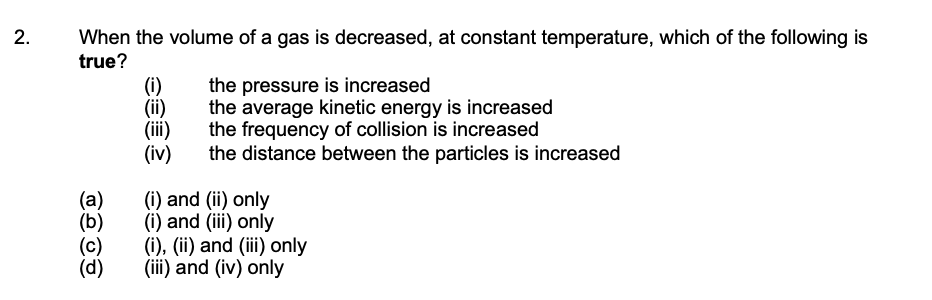 2. When the volume of a gas is decreased, at constant temperature, which of the following is
true?
(i) the pressure is increased
(ii) the average kinetic energy is increased
(iii) the frequency of collision is increased
(iv) the distance between the particles is increased
(a) (i) and (ii) only
(b) (i) and (iii) only
(c) (i), (ii) and (iii) only
(d) (iii) and (iv) only